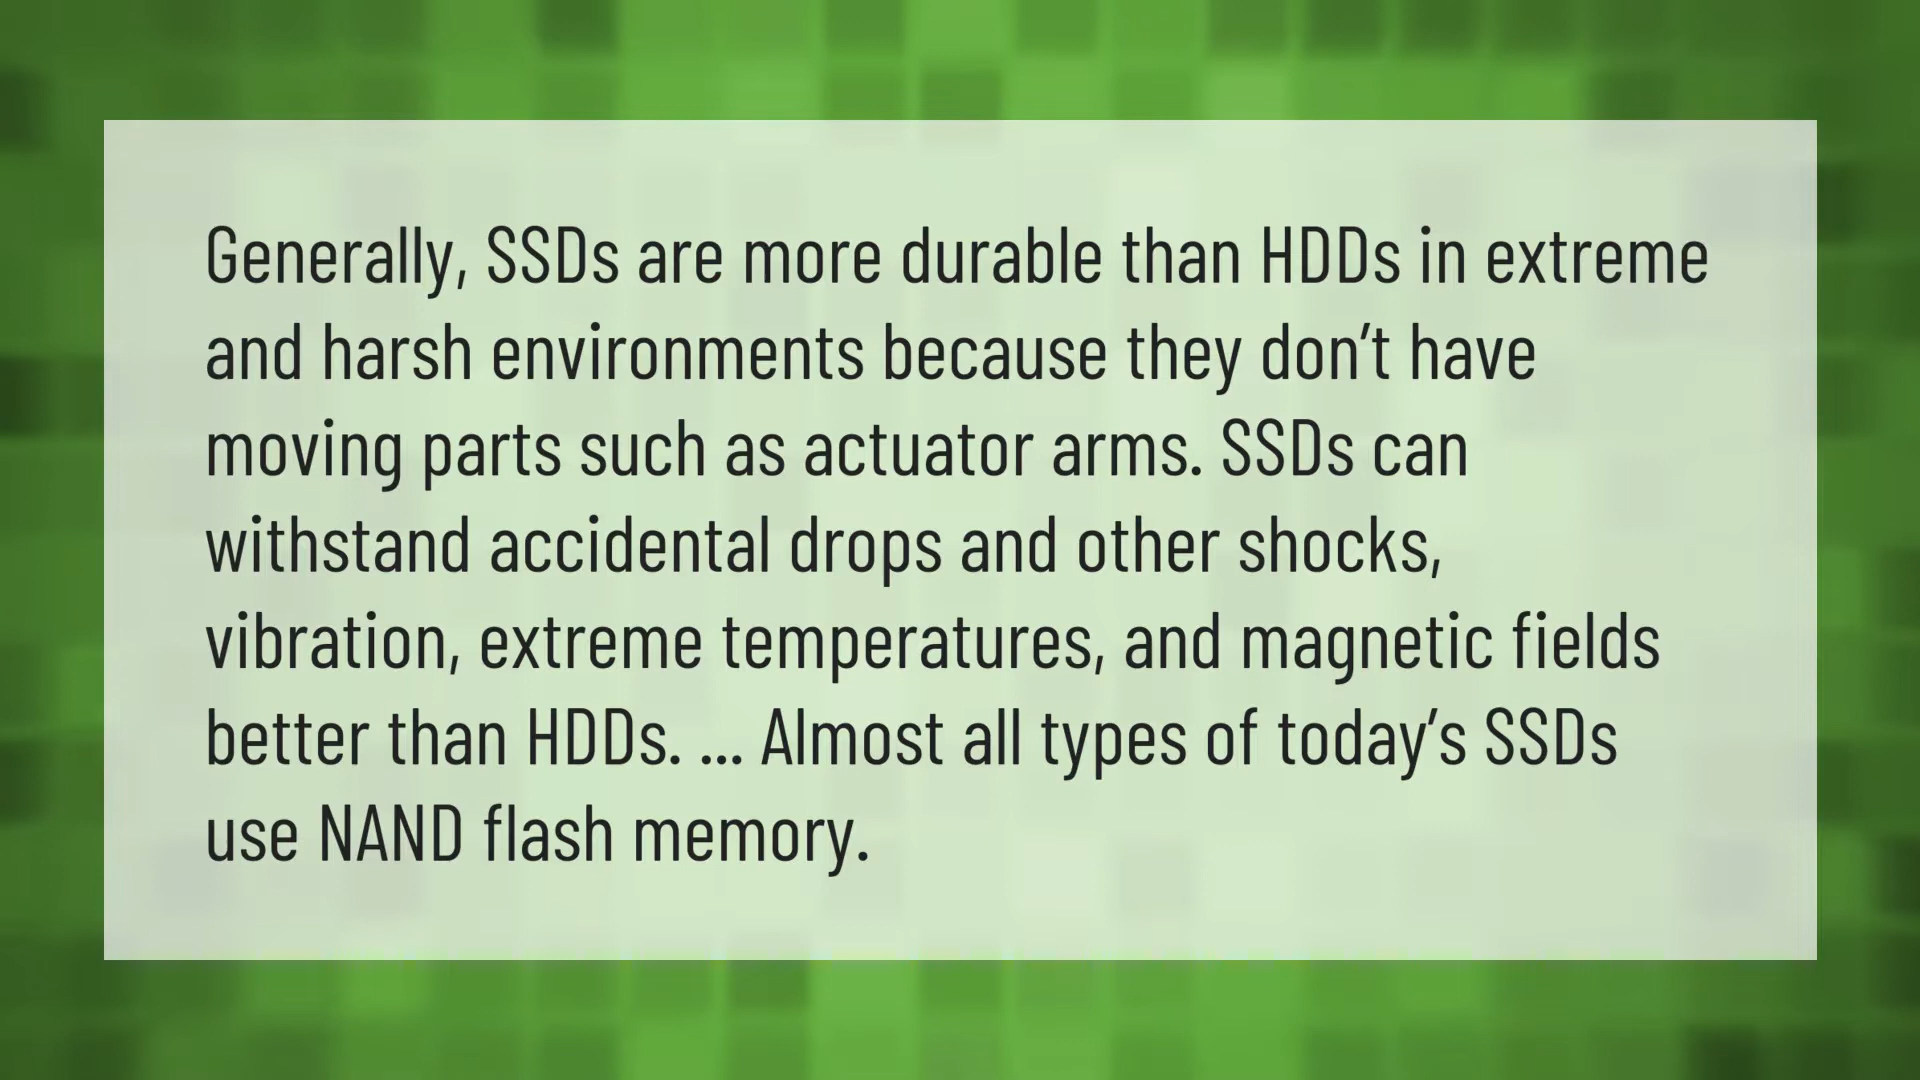 Generally, SSDs are more durable than HDDs in extreme
and harsh environments because they don’t have
moving parts such as actuator arms. SSDs can
withstand accidental drops and other shocks,
vibration, extreme temperatures, and magnetic fields
better than HDDs. ... Almost all types of today’s SSDs
use NAND flash memory.